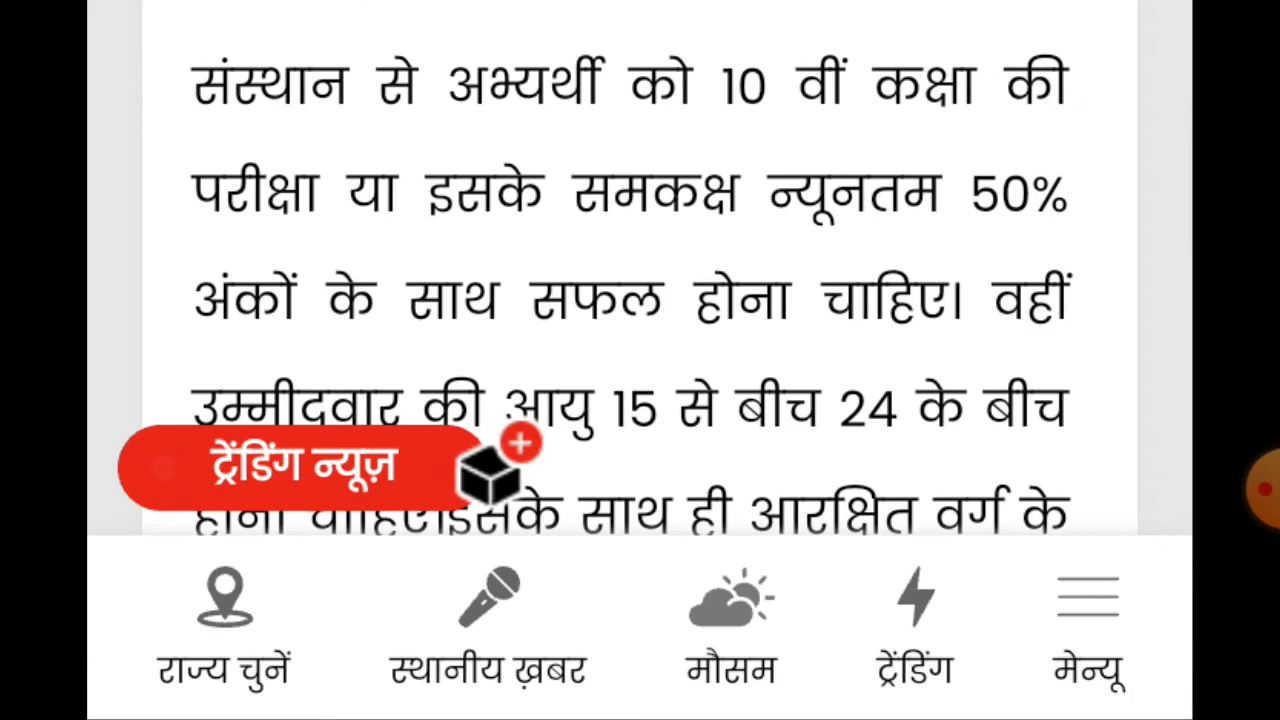 संस्थान से अभ्यर्थी को 10 वीं कक्षा की
परीक्षा या इसके समकक्ष न्यूनतम 50%
अंकों के साथ सफल होना चाहिए। वहीं
उम्मीदवार की आयु 15 से बीच 24 के बीच
ट्रेंडिंग न्यूज़
होना चाहिए।इसके साथ ही आरक्षित वर्ग के
राज्य चुनें स्थानीय ख़बर मौसम ट्रेंडिंग मेन्यू